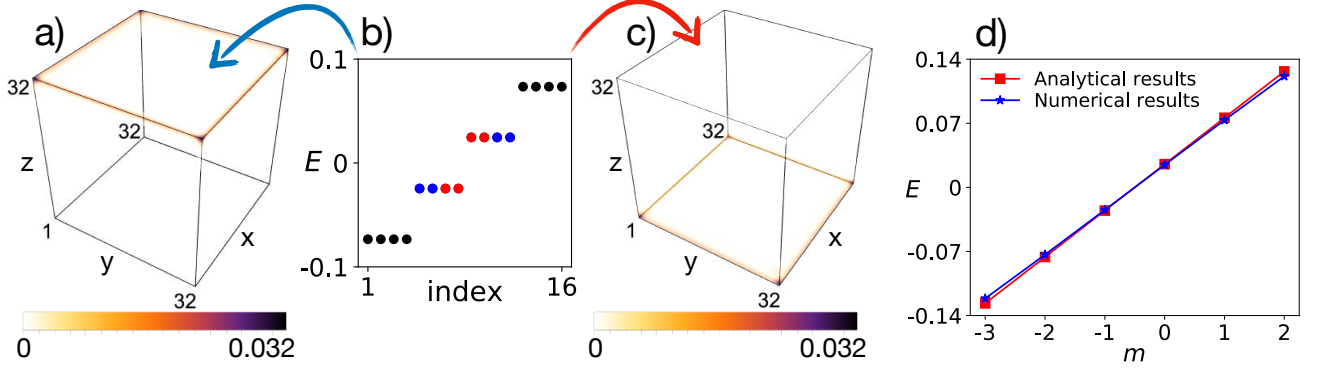 a)
32
32
z
1
y
x
32
0
0.032
b)
0.1
E
0
-0.1
1
index
16
c)
32
32
z
1
y
x
32
0
0.032
d)
Analytical results
Numerical results
0.14
0.07
E
0
-0.07
-0.14
-3
-2
-1
0
1
2
m